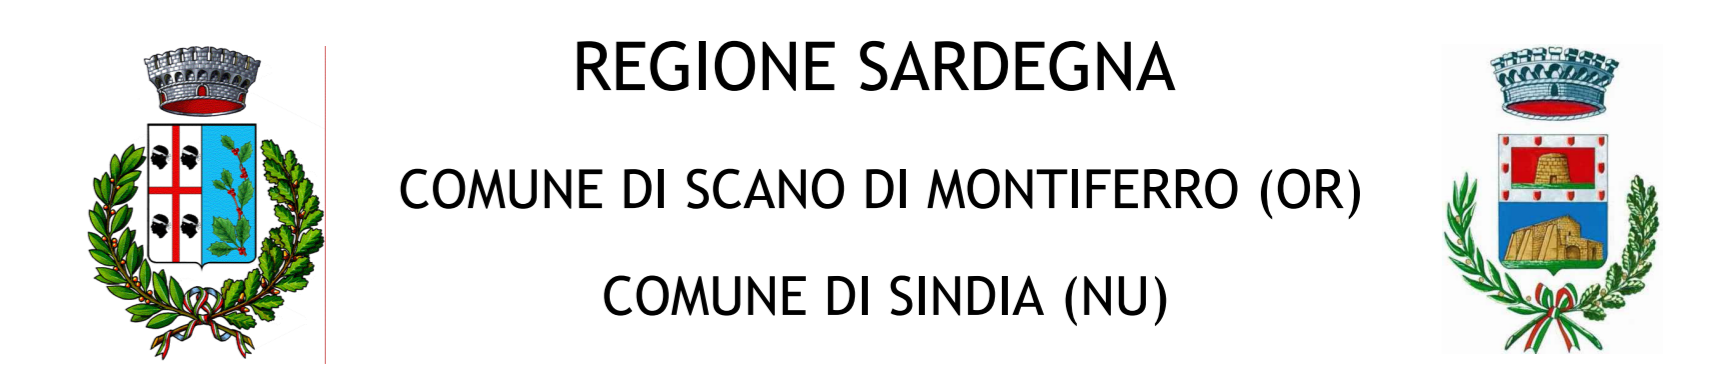 REGIONE SARDEGNA
COMUNE DI SCANO DI MONTIFERRO (OR)
COMUNE DI SINDIA (NU)